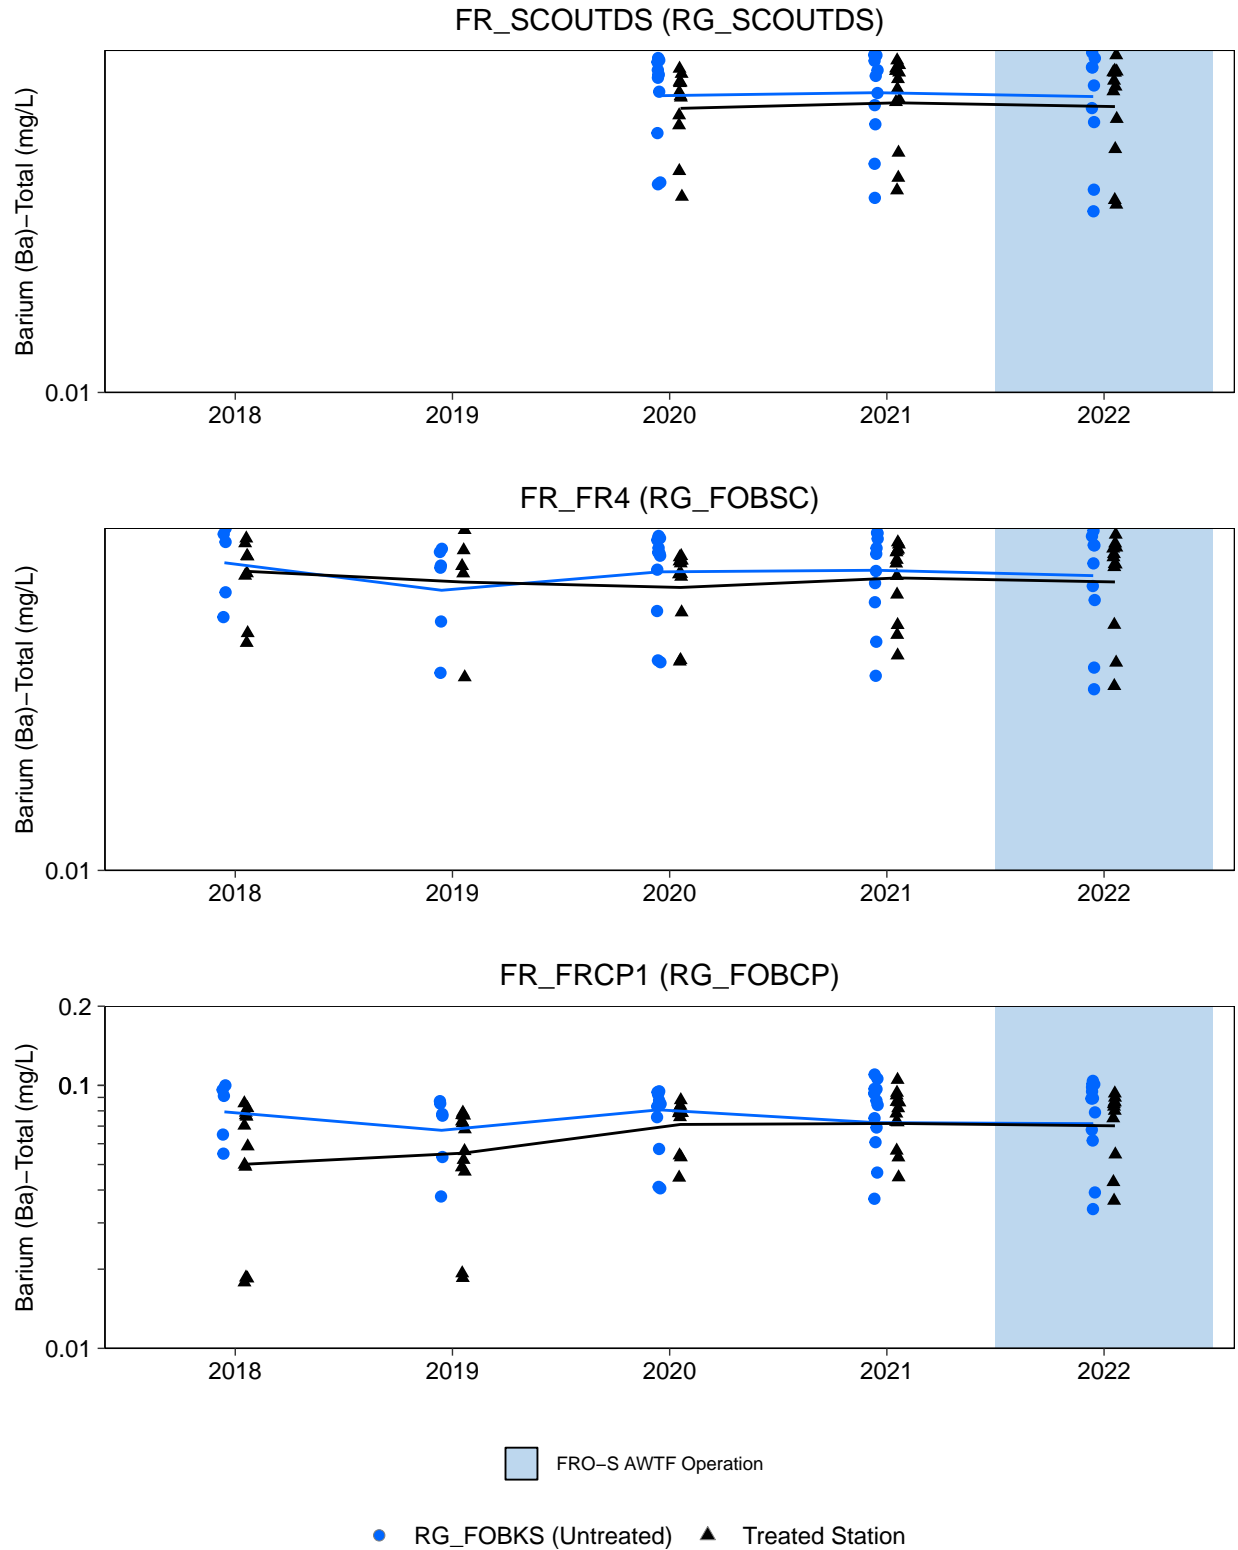 FR_SCOUTDS (RG_SCOUTDS)
Barium (Ba)−Total (mg/L)
0.01
2018 2019 2020 2021 2022
FR_FR4 (RG_FOBSC)
Barium (Ba)−Total (mg/L)
0.01
2018 2019 2020 2021 2022
FR_FRCP1 (RG_FOBCP)
Barium (Ba)−Total (mg/L)
0.2
0.1
0.01
2018 2019 2020 2021 2022
FRO−S AWTF Operation
RG_FOBKS (Untreated) Treated Station